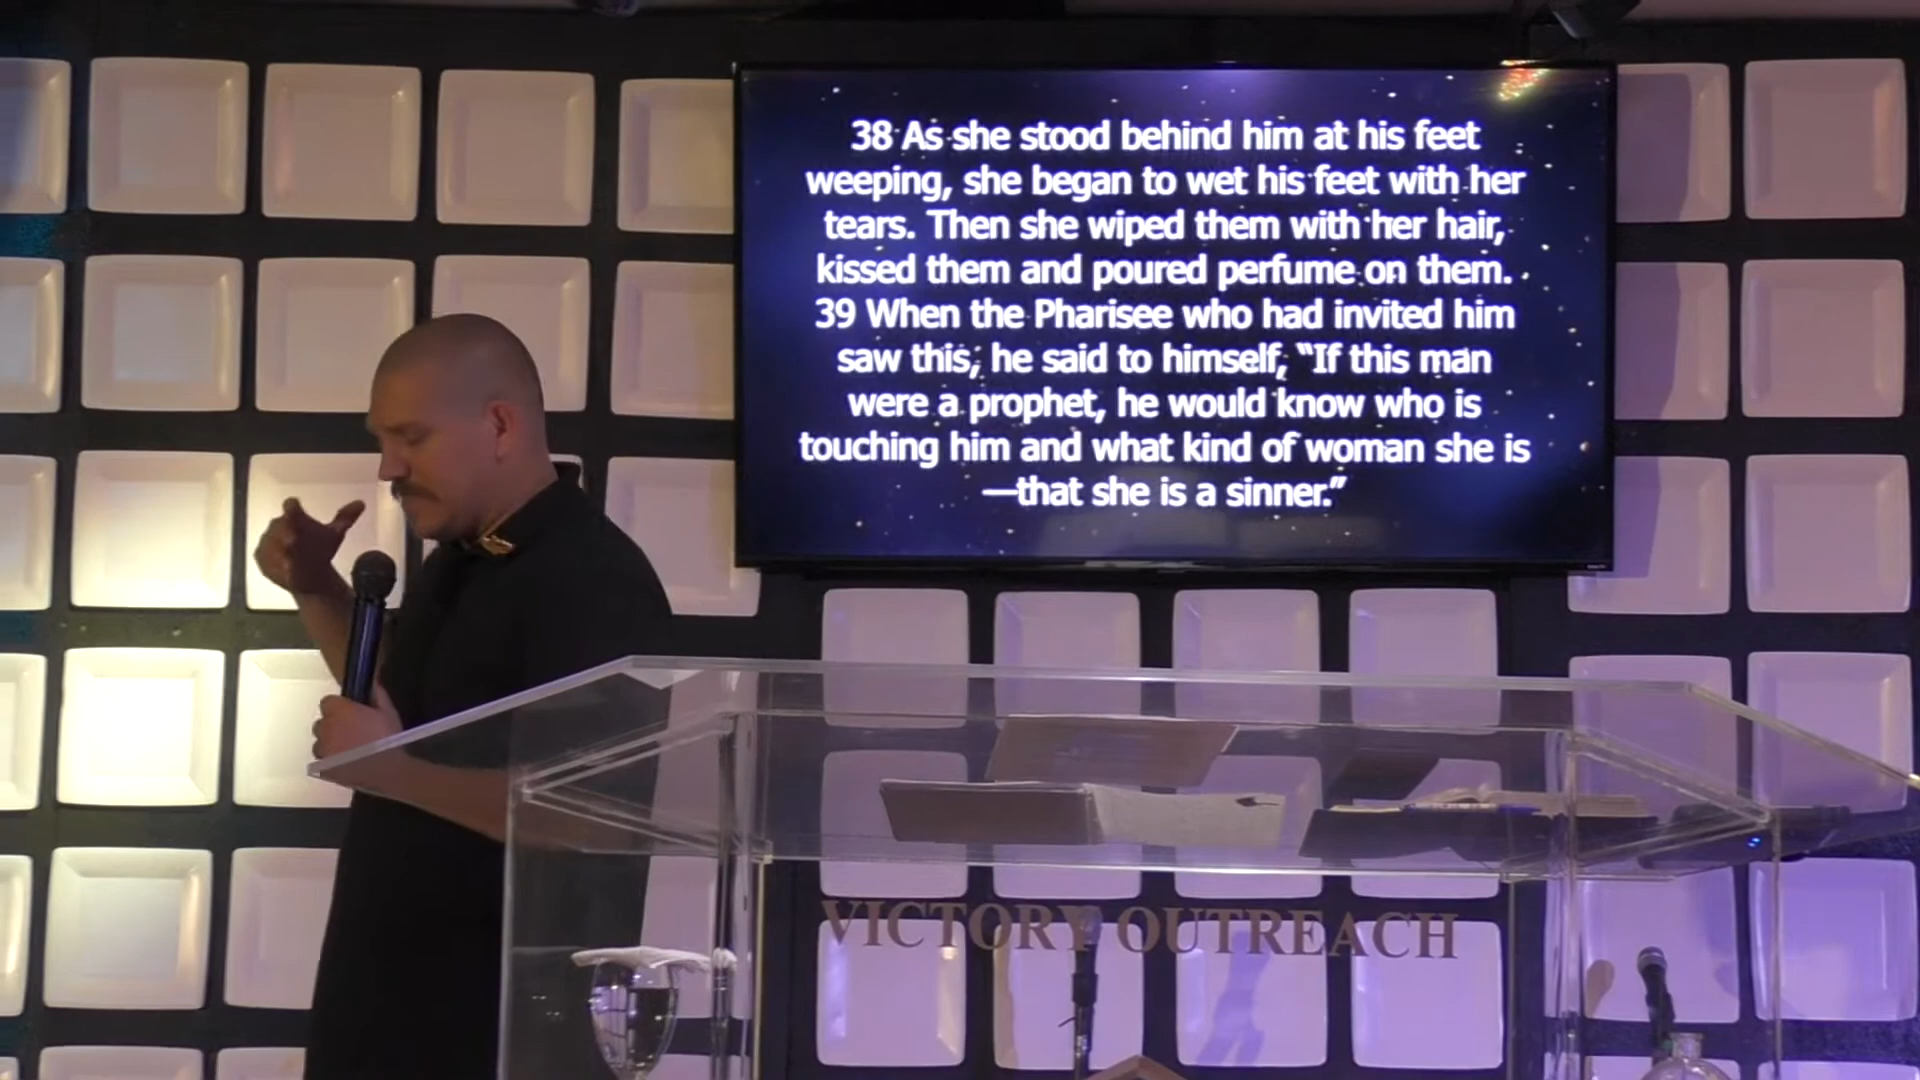 38 As she stood behind him at his feet
weeping, she began to wet his feet with her
tears. Then she wiped them with her hair,
kissed them and poured perfume on them.
39 When the Pharisee who had invited him
saw this, he said to himself, “If this man
were a prophet, he would know who is
touching him and what kind of woman she is
—that she is a sinner.”
VICTORY OUTREACH